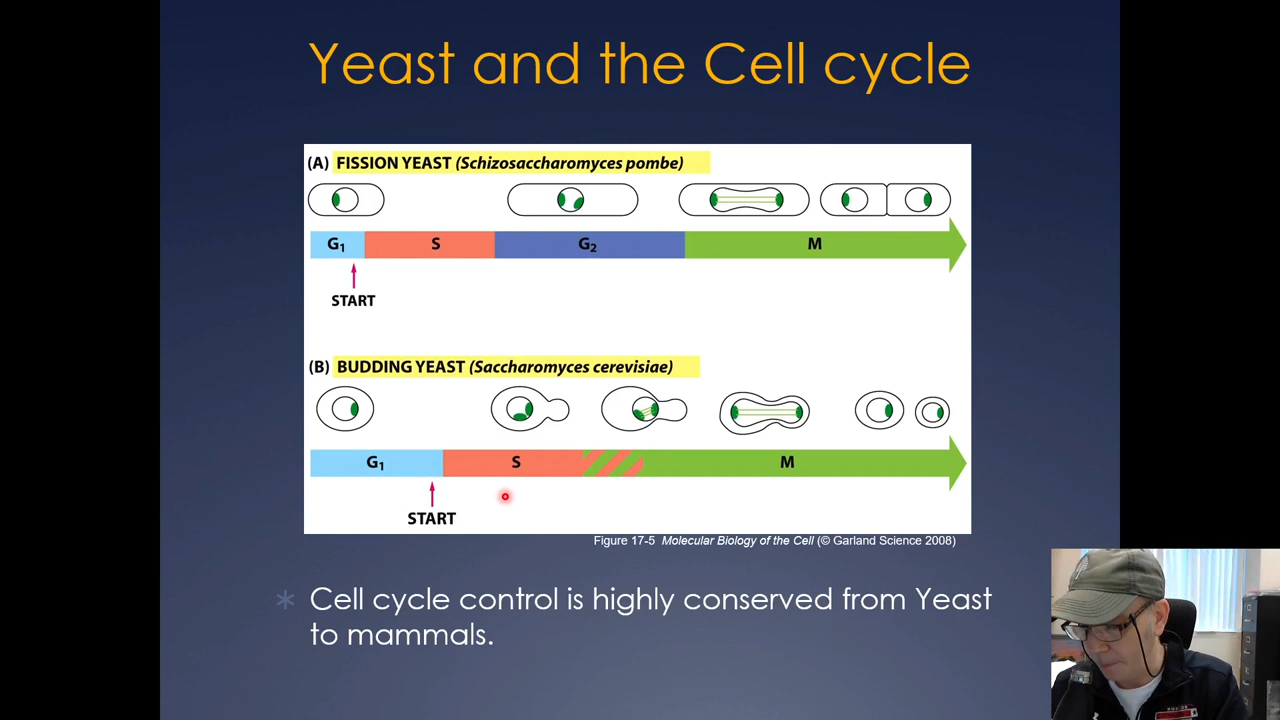 Yeast and the Cell cycle
(A) FISSION YEAST (Schizosaccharomyces pombe)
G₁ S G₂ M
START
(B) BUDDING YEAST (Saccharomyces cerevisiae)
G₁ S M
START
Figure 17-5 Molecular Biology of the Cell (© Garland Science 2008)
Cell cycle control is highly conserved from Yeast
to mammals.